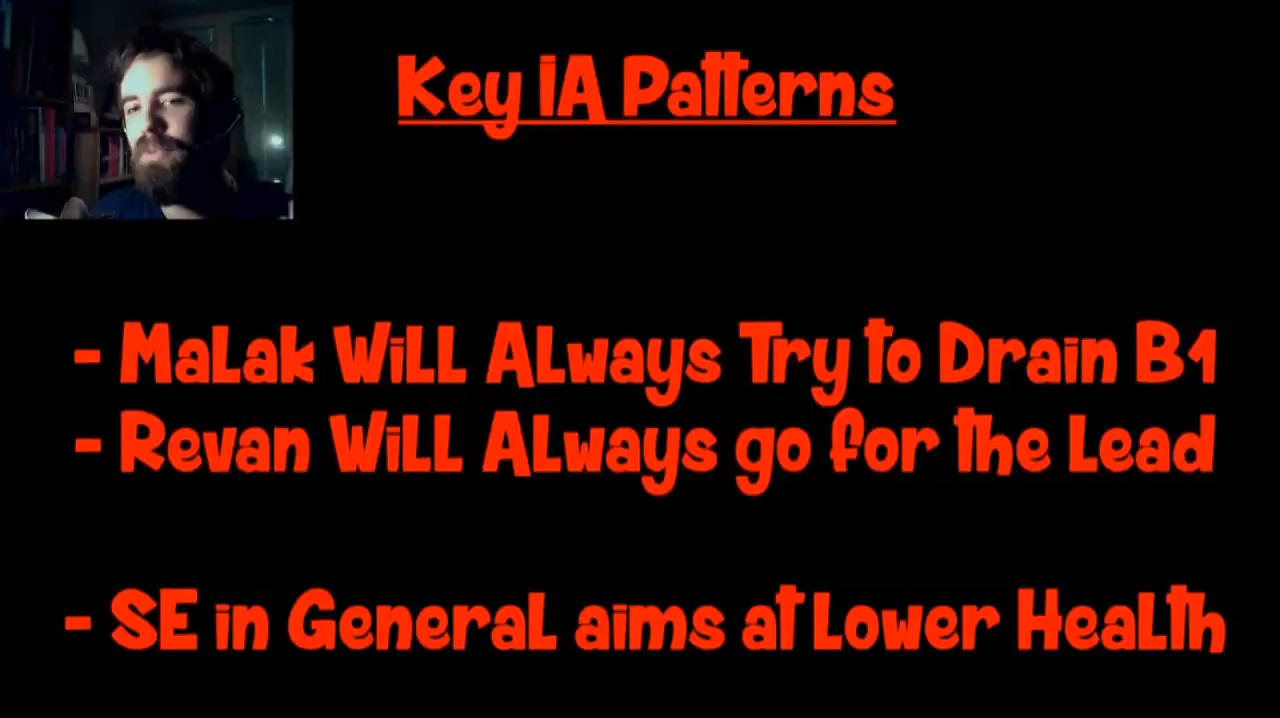 Key IA Patterns
- Malak Will Always Try to Drain B1
- Revan Will Always go for the Lead
- SE in General aims at Lower Health